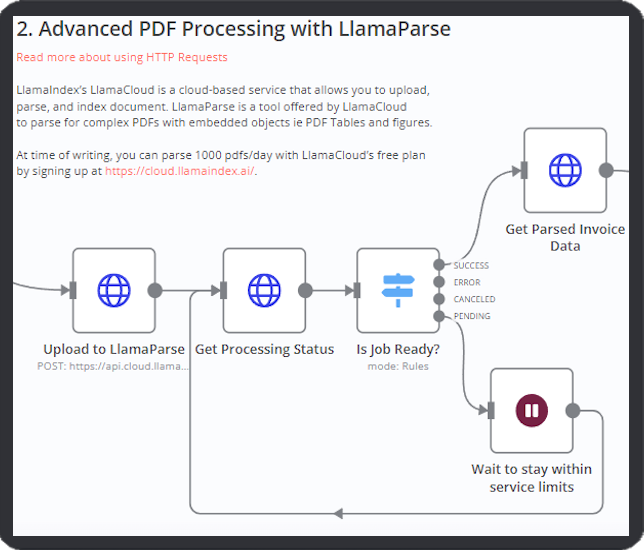 2. Advanced PDF Processing with LlamaParse
Read more about using HTTP Requests
LlamaIndex's LlamaCloud is a cloud-based service that allows you to upload,
parse, and index document. LlamaParse is a tool offered by LlamaCloud
to parse for complex PDFs with embedded objects ie PDF Tables and figures.
At time of writing, you can parse 1000 pdfs/day with LlamaCloud's free plan
by signing up at https://cloud.llamaindex.ai/.
Get Parsed Invoice
Data
SUCCESS
ERROR
CANCELED
PENDING
Upload to LlamaParse
POST: https://api.cloud.llama...
Get Processing Status
Is Job Ready?
mode: Rules
Wait to stay within
service limits